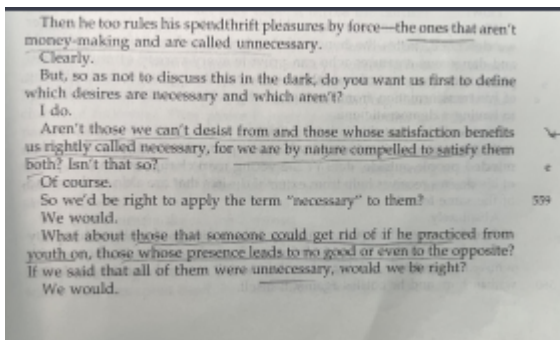 Then he too rules his spendthrift pleasures by force—the ones that aren't
money-making and are called unnecessary.
Clearly.
But, so as not to discuss this in the dark, do you want us first to define
which desires are necessary and which aren't?
I do.
Aren't those we can't desist from and those whose satisfaction benefits
us rightly called necessary, for we are by nature compelled to satisfy them
both? Isn't that so?
e
Of course.
So we'd be right to apply the term "necessary" to them?
559
We would.
What about those that someone could get rid of if he practiced from
youth on, those whose presence leads to no good or even to the opposite?
If we said that all of them were unnecessary, would we be right?
We would.